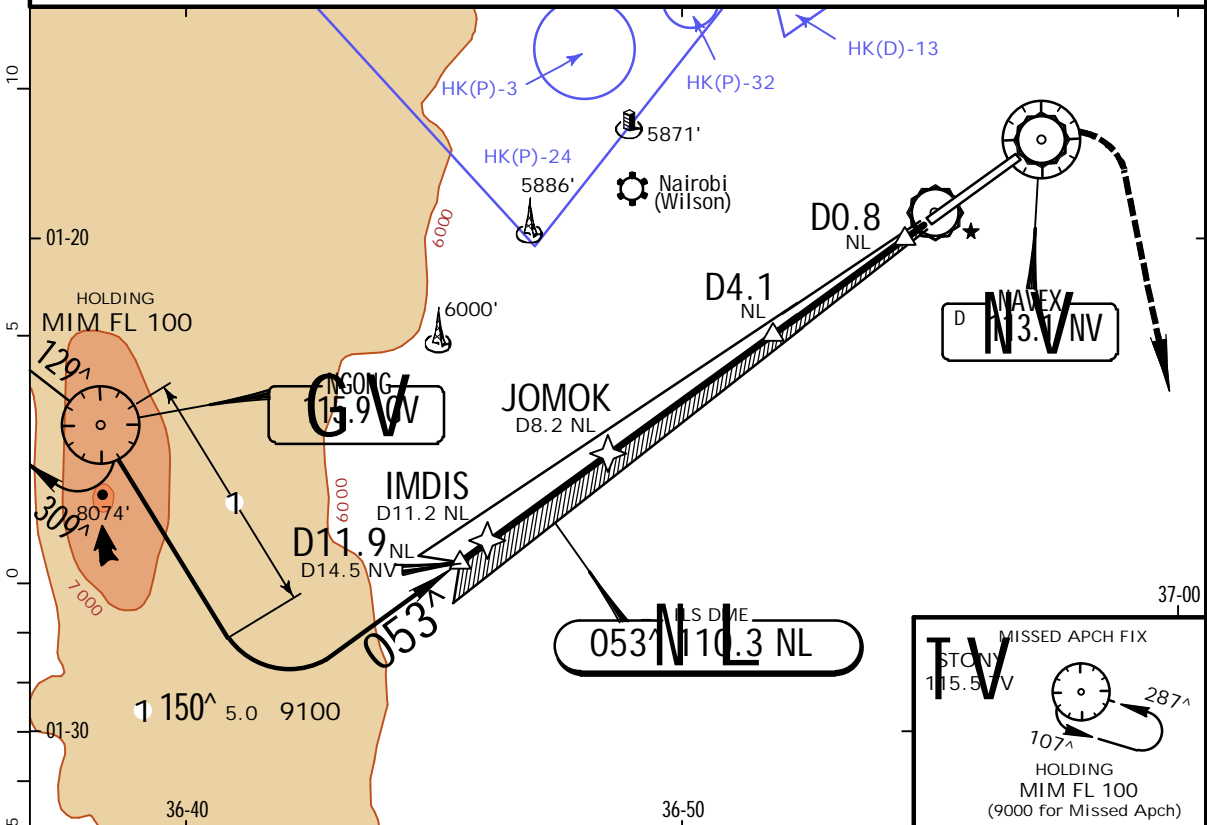 HK(D)-13
HK(P)-3
HK(P)-32
10
5871'
HK(P)-24
5886'
Nairobi
(Wilson)
6000
01-20
D0.8
NL
HOLDING
MIM FL 100
D4.1
NL
NAVEX
D 113.1 NV
N V
6000'
5
129^
NGONG
115.9 GV
G V
JOMOK
D8.2 NL
IMDIS
D11.2 NL
6000
8074'
309^
D11.9 NL
D14.5 NV
1
0
7000
37-00
053^
ILS DME
053^ 110.3 NL
N L
MISSED APCH FIX
STONY
115.5 TV
T V
287^
107^
HOLDING
MIM FL 100
(9000 for Missed Apch)
1 150^ 5.0 9100
01-30
36-40
36-50
5